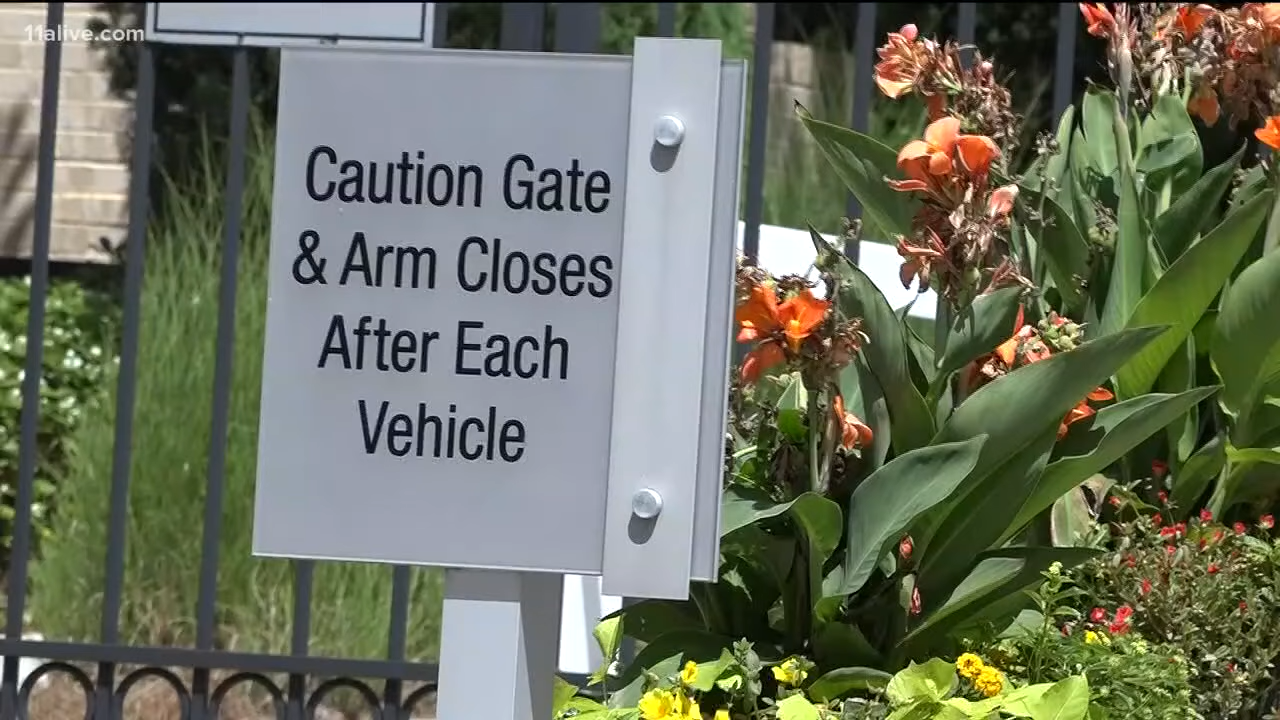 11alive.com
Caution Gate
& Arm Closes
After Each
Vehicle